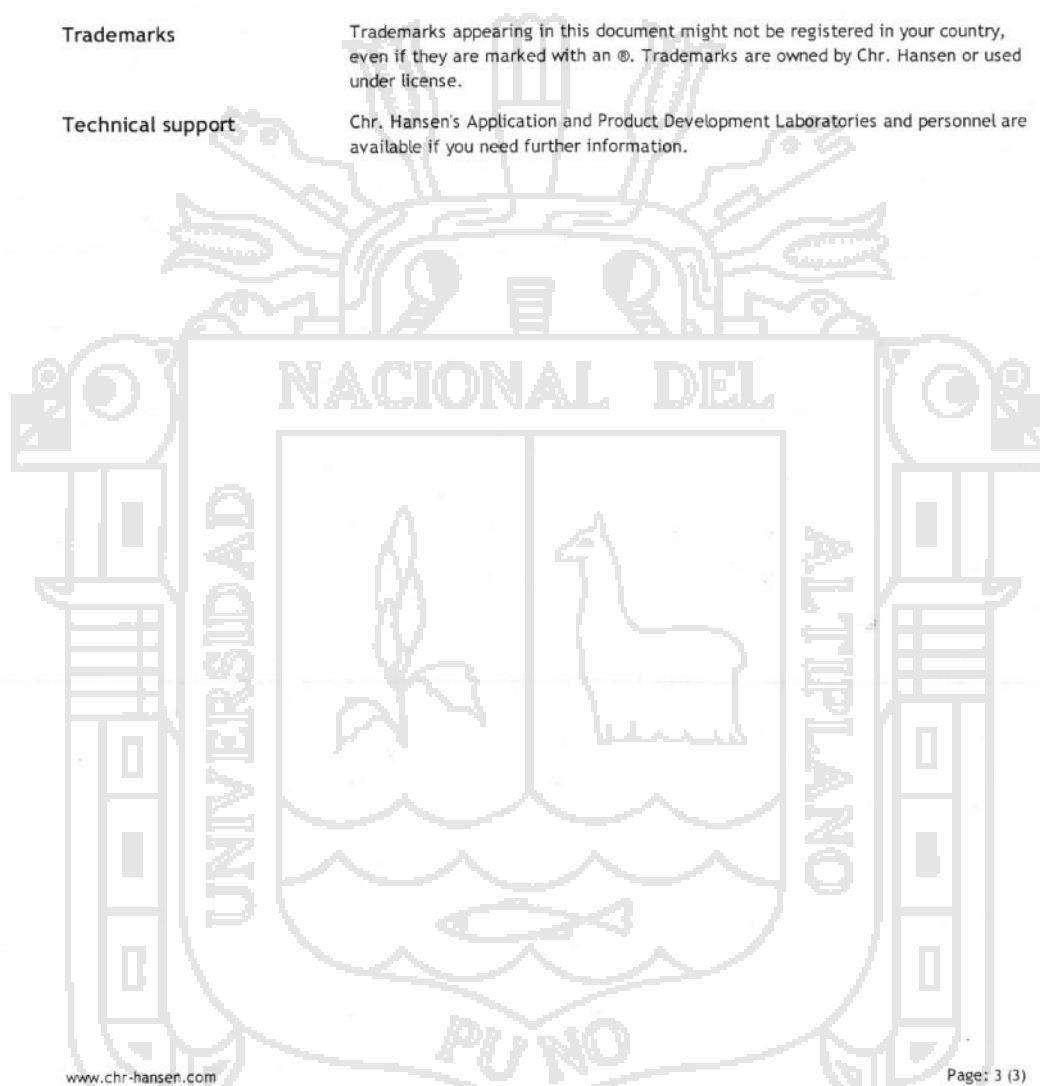 Trademarks
Trademarks appearing in this document might not be registered in your country,
even if they are marked with an ®. Trademarks are owned by Chr. Hansen or used
under license.
Technical support
Chr. Hansen's Application and Product Development Laboratories and personnel are
available if you need further information.
NACIONAL DEL
UNIVERSIDAD
ALTIPLANO
PUNO
www.chr-hansen.com
Page: 3 (3)